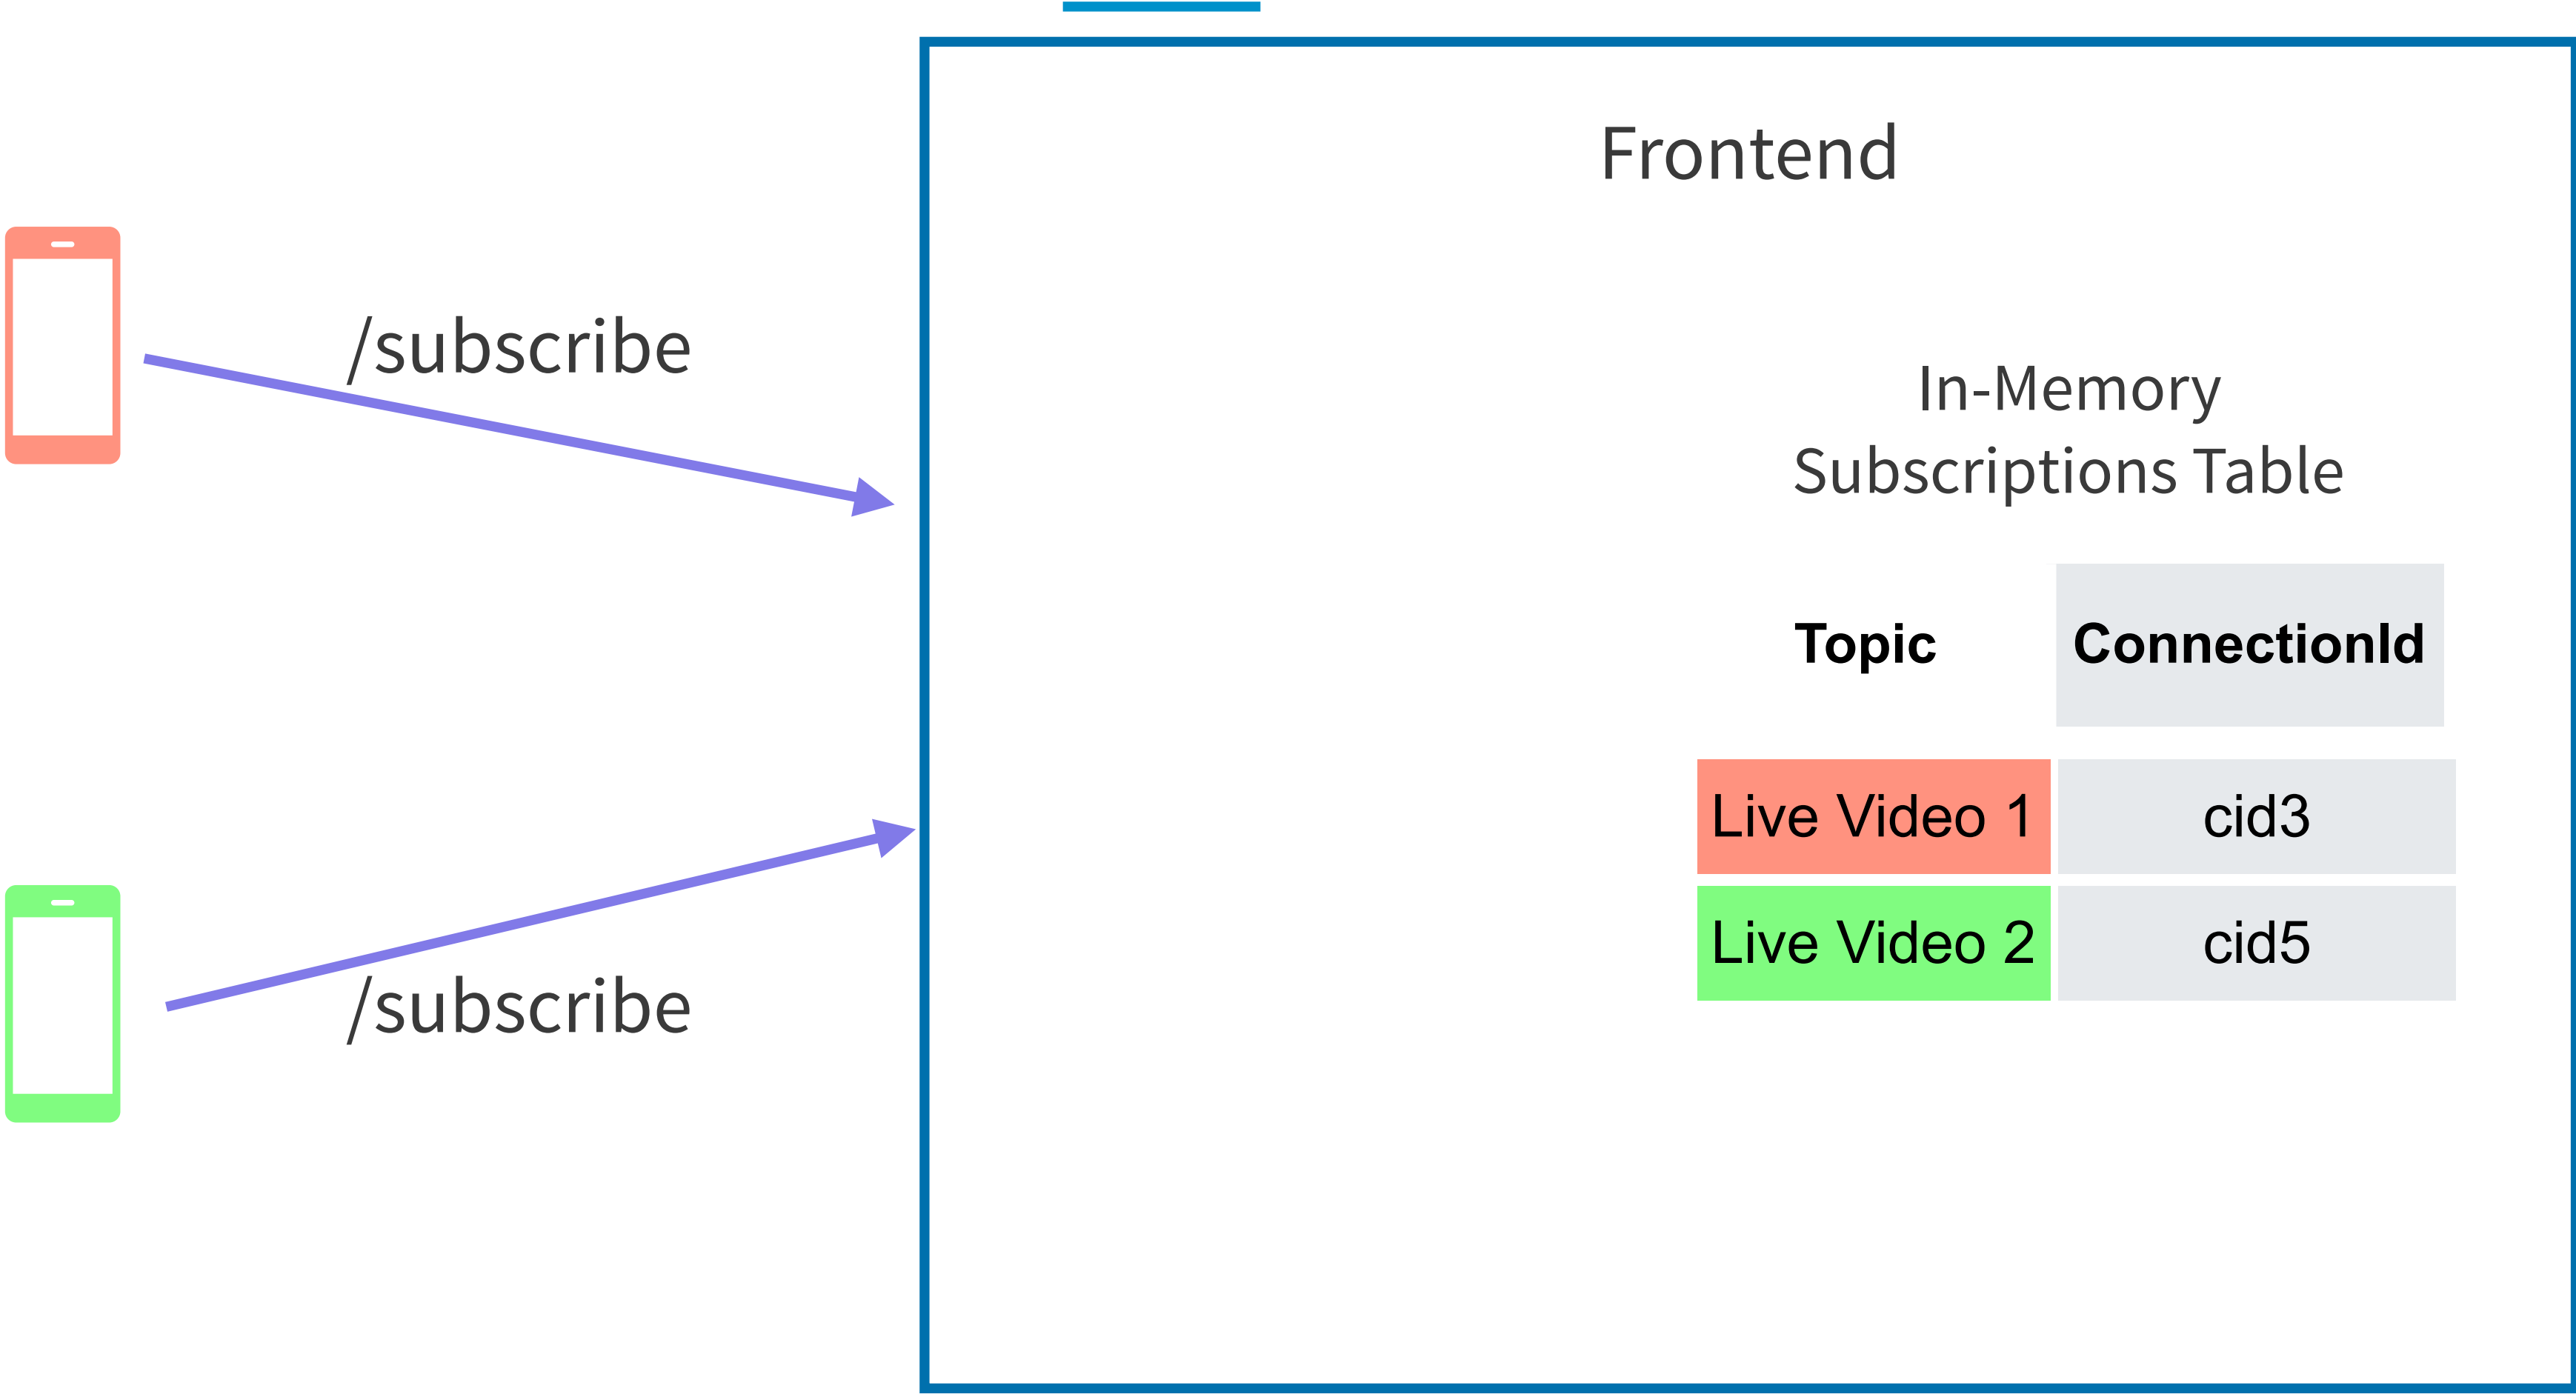 Frontend
/subscribe
In-Memory
Subscriptions Table
Topic ConnectionId
Live Video 1 cid3
Live Video 2 cid5
/subscribe